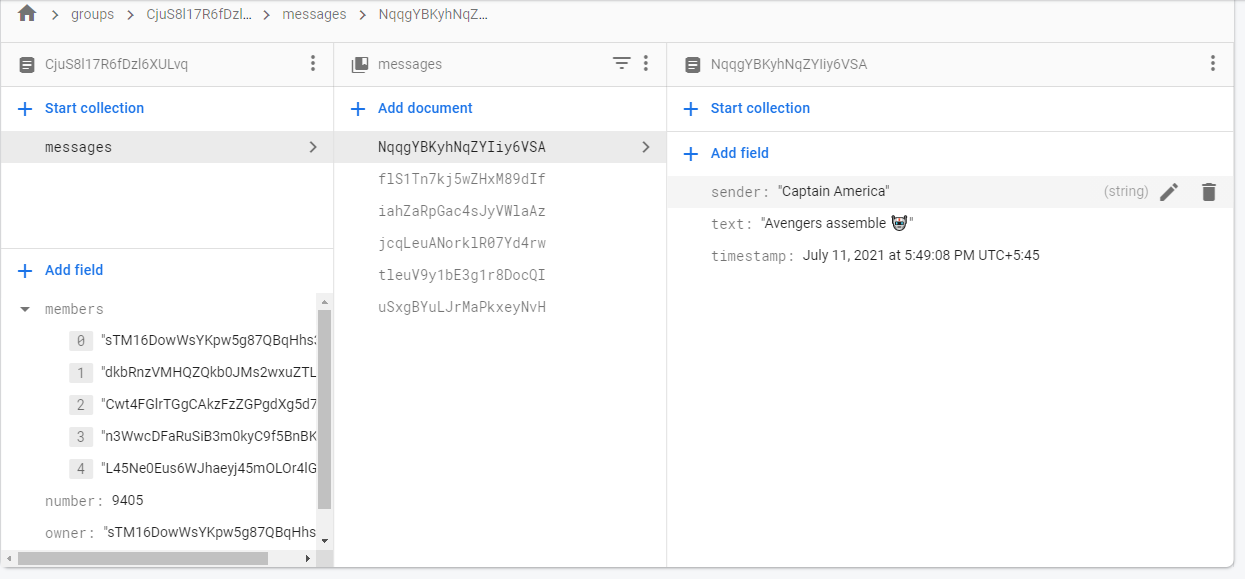 groups
CjuS8l17R6fDzl...
messages
NqqgYBKyhNqZ...
CjuS8l17R6fDzl6XULvq
Start collection
messages
Add field
members
0 "sTM16DowWsYKpw5g87QBqHhs
1 "dkbRnzVMHQZQkb0JMs2wxuZTL
2 "Cwt4FGlrTGgCAkzFzZGPgdXg5d7
3 "n3WwcDFaRuSiB3m0kyC9f5BnBK
4 "L45Ne0Eus6WJhaeyj45mOLOr4lG
number: 9405
owner: "sTM16DowWsYKpw5g87QBqHhs
messages
Add document
NqqgYBKyhNqZYIiy6VSA
flS1Tn7kj5wZHxM89dIf
iahZaRpGac4sJyVWlaAz
jcqLeuANorklR07Yd4rw
tleuV9y1bE3g1r8DocQI
uSxgBYuLJrMaPkxeyNvH
NqqgYBKyhNqZYIiy6VSA
Start collection
Add field
sender: "Captain America" (string)
text: "Avengers assemble 🤖"
timestamp: July 11, 2021 at 5:49:08 PM UTC+5:45